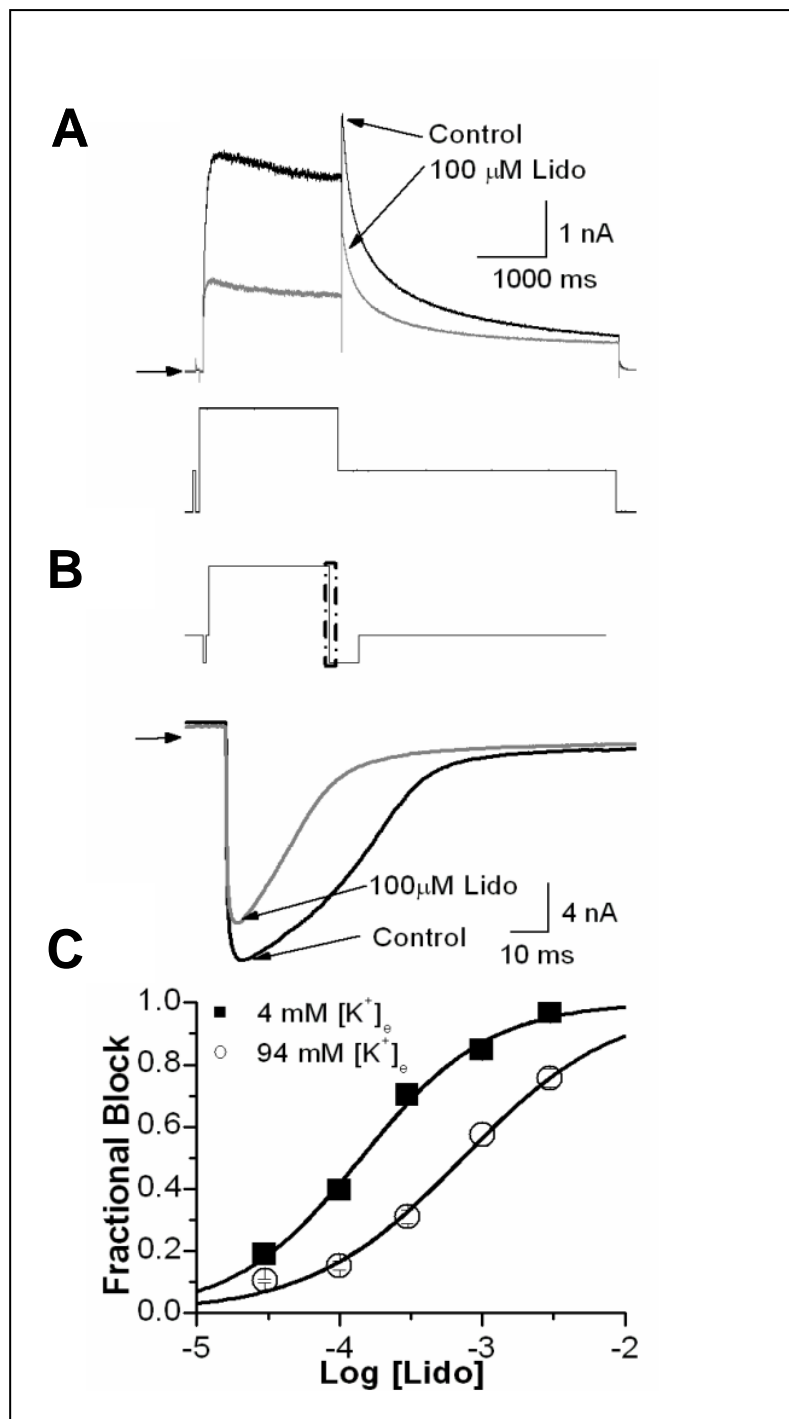 A
Control
100 μM Lido
1 nA
1000 ms
B
100μM Lido
Control
4 nA
10 ms
C
1.0
0.8
0.6
0.4
0.2
0.0
Fractional Block
4 mM [K⁺]ₑ
94 mM [K⁺]ₑ
-5
-4
-3
-2
Log [Lido]